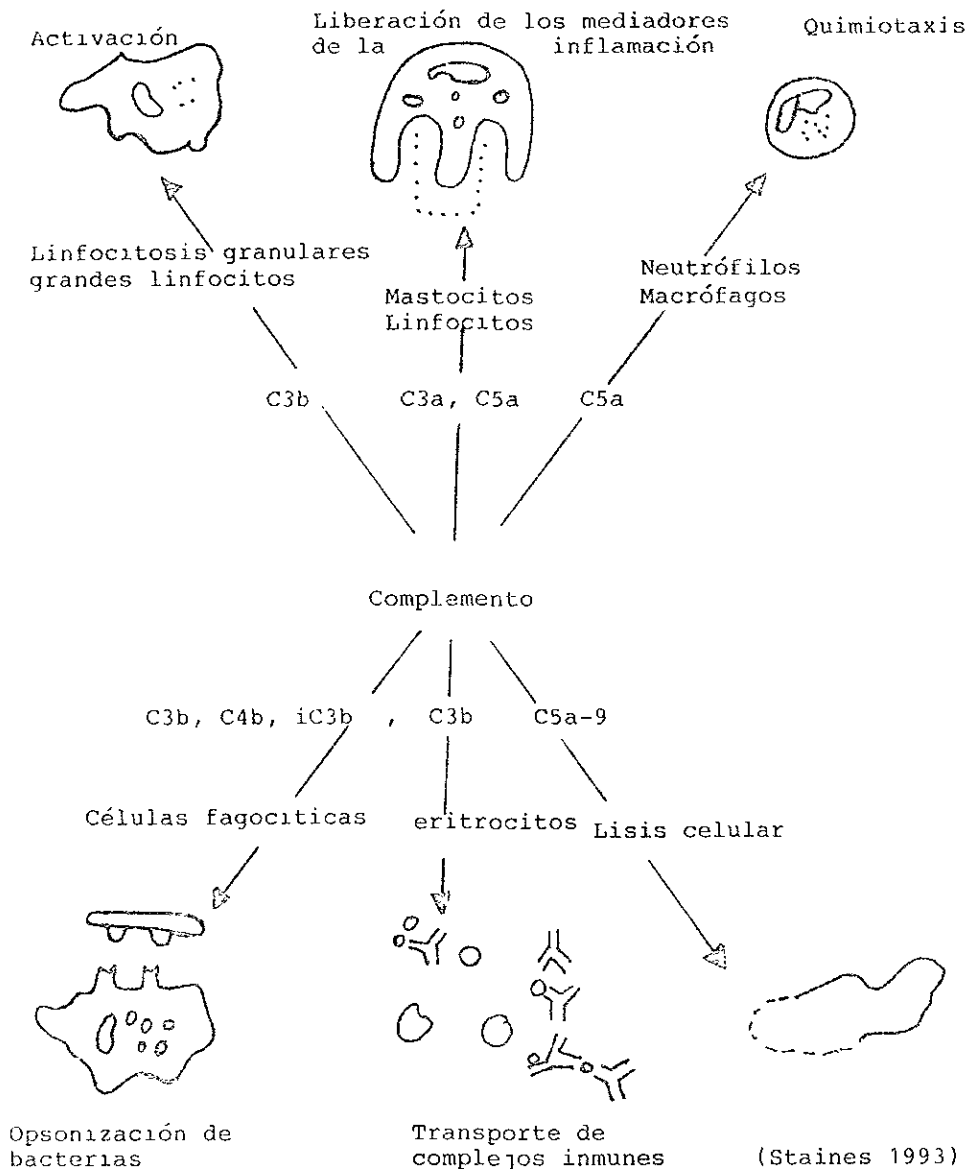 Activación
Liberación de los mediadores
de la inflamación
Quimiotaxis
Linfocitosis granulares
grandes linfocitos
Mastocitos
Linfocitos
Neutrófilos
Macrófagos
C3b
C3a, C5a
C5a
Complemento
C3b, C4b, iC3b , C3b
C5a-9
Células fagocíticas
eritrocitos
Lisis celular
Opsonización de
bacterias
Transporte de
complejos inmunes
(Staines 1993)